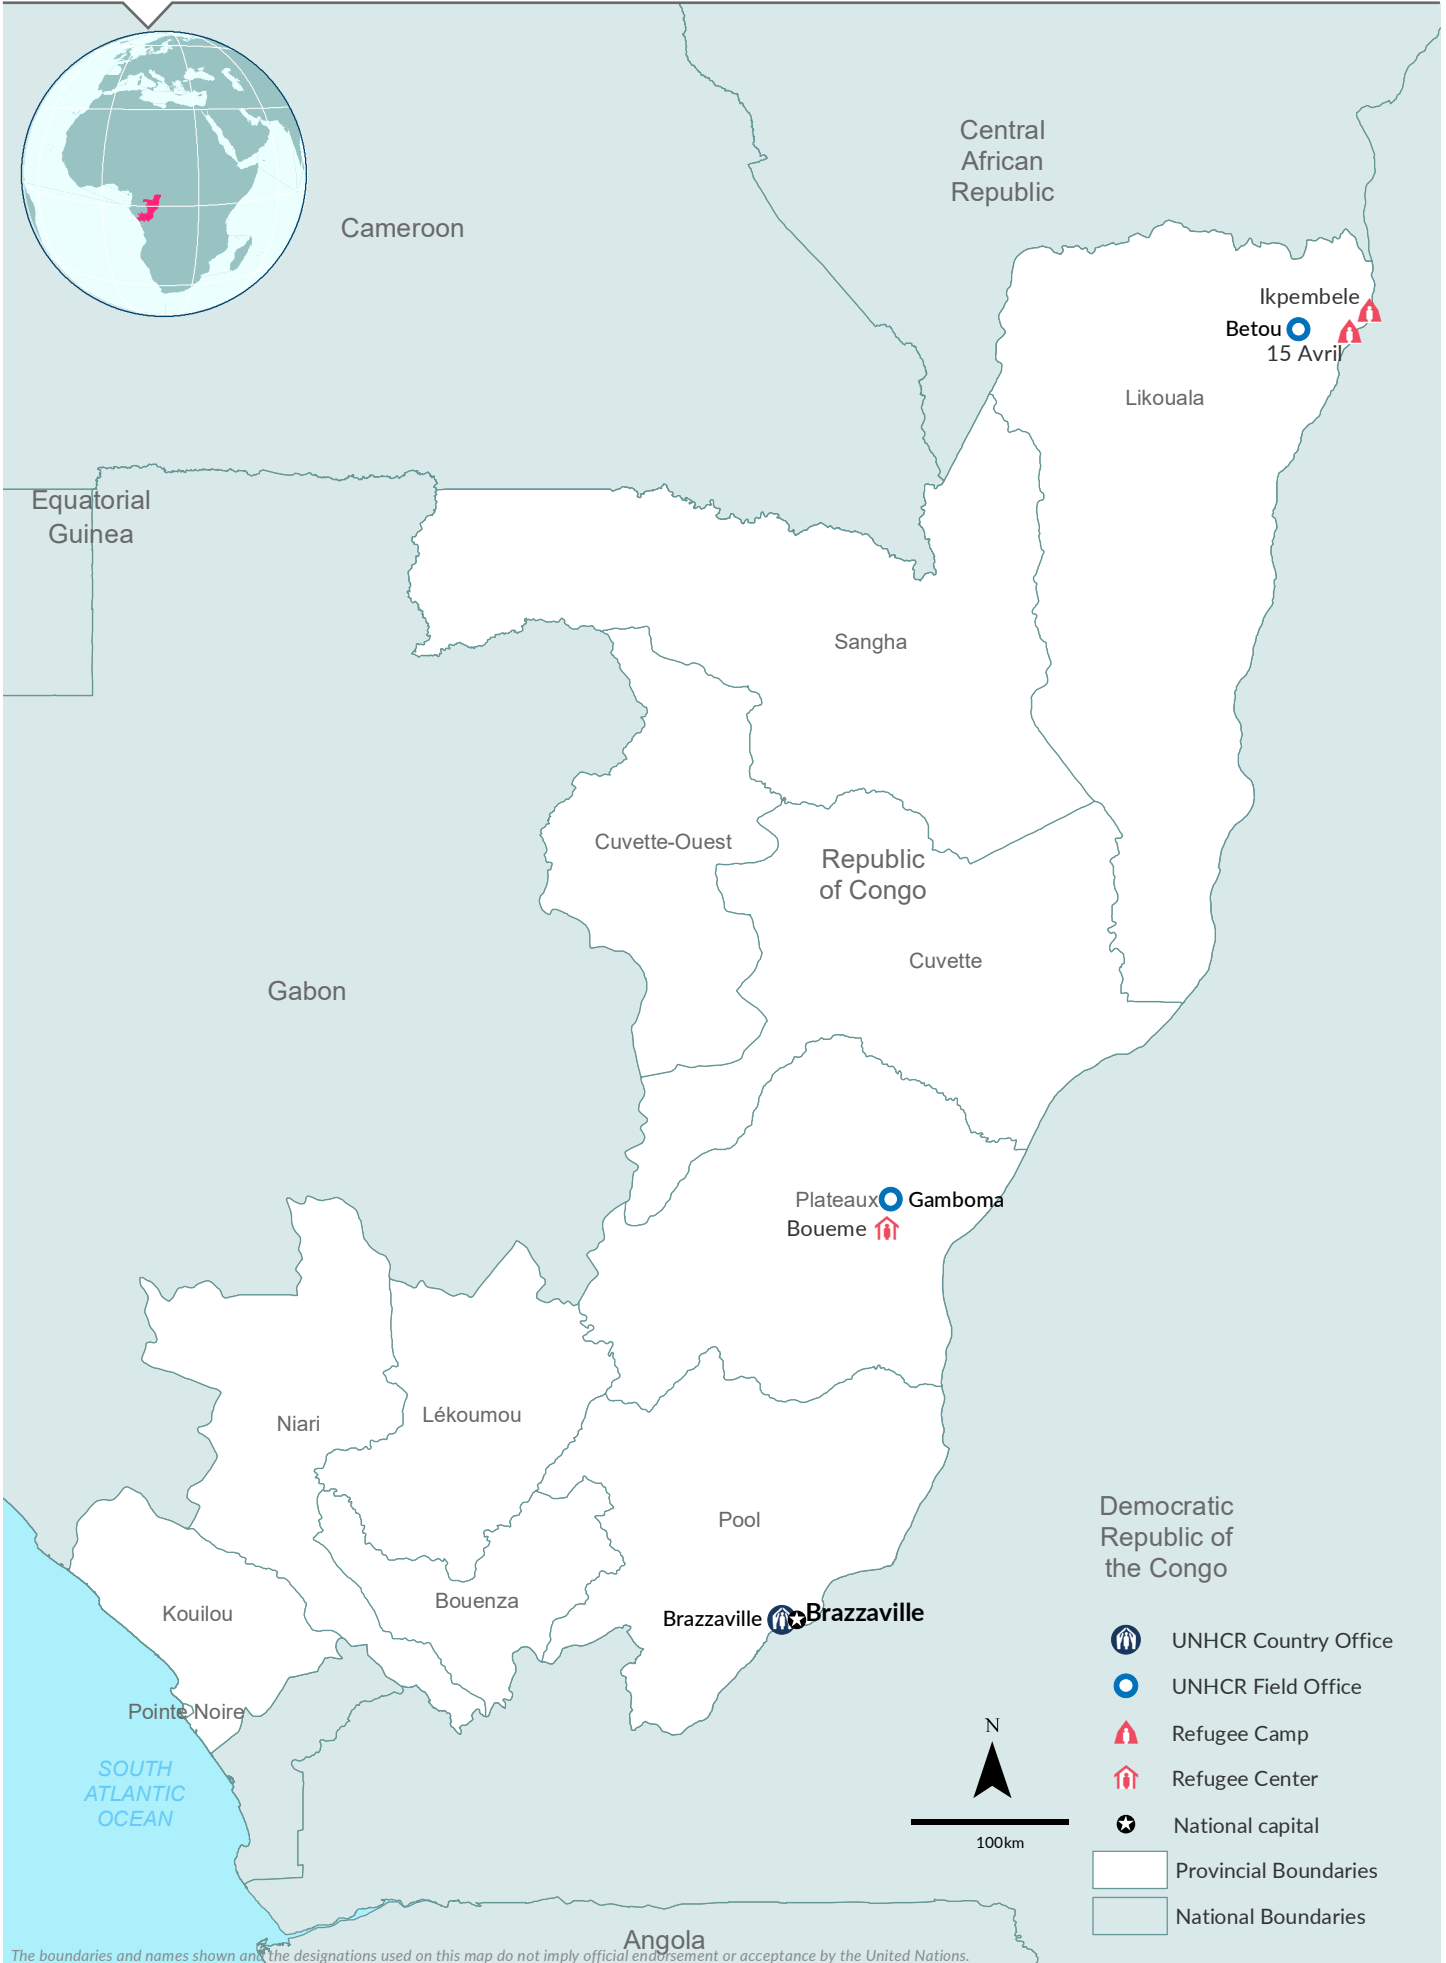 Central
African
Republic
Cameroon
Ikpembele
Betou
15 Avril
Likouala
Equatorial
Guinea
Sangha
Cuvette-Ouest
Republic
of Congo
Cuvette
Gabon
Plateaux
Gamboma
Boueme
Niari
Lékoumou
Pool
Democratic
Republic of
the Congo
Kouilou
Bouenza
Brazzaville
Brazzaville
Pointe Noire
SOUTH
ATLANTIC
OCEAN
N
100km
UNHCR Country Office
UNHCR Field Office
Refugee Camp
Refugee Center
National capital
Provincial Boundaries
National Boundaries
Angola
The boundaries and names shown and the designations used on this map do not imply official endorsement or acceptance by the United Nations.